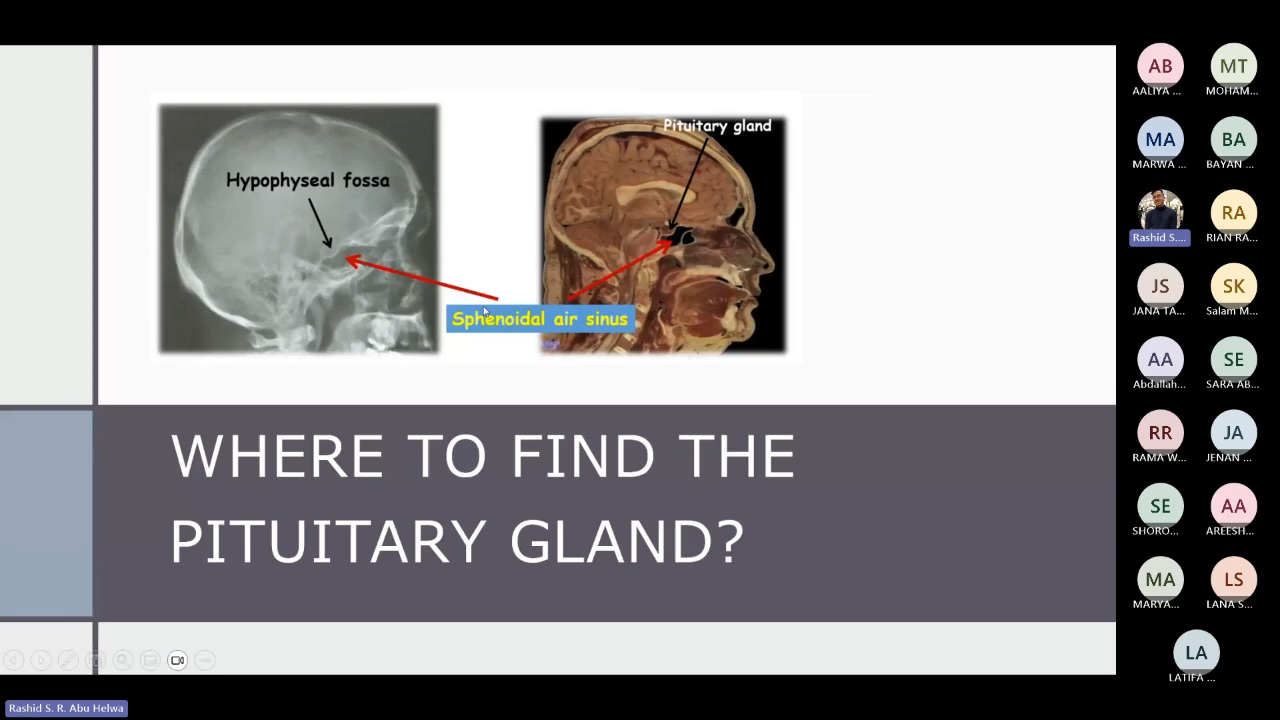 Hypophyseal fossa
Pituitary gland
Sphenoidal air sinus
WHERE TO FIND THE
PITUITARY GLAND?
AB
AALIYA ...
MT
MOHAM...
MA
MARWA ...
BA
BAYAN ...
Rashid S....
RA
RIAN RA...
JS
JANA TA...
SK
Salam M...
AA
Abdallah...
SE
SARA AB...
RR
RAMA W...
JA
JENAN ...
SE
SHORO...
AA
AREESH...
MA
MARYA...
LS
LANA S...
LA
LATIFA ...
Rashid S. R. Abu Helwa